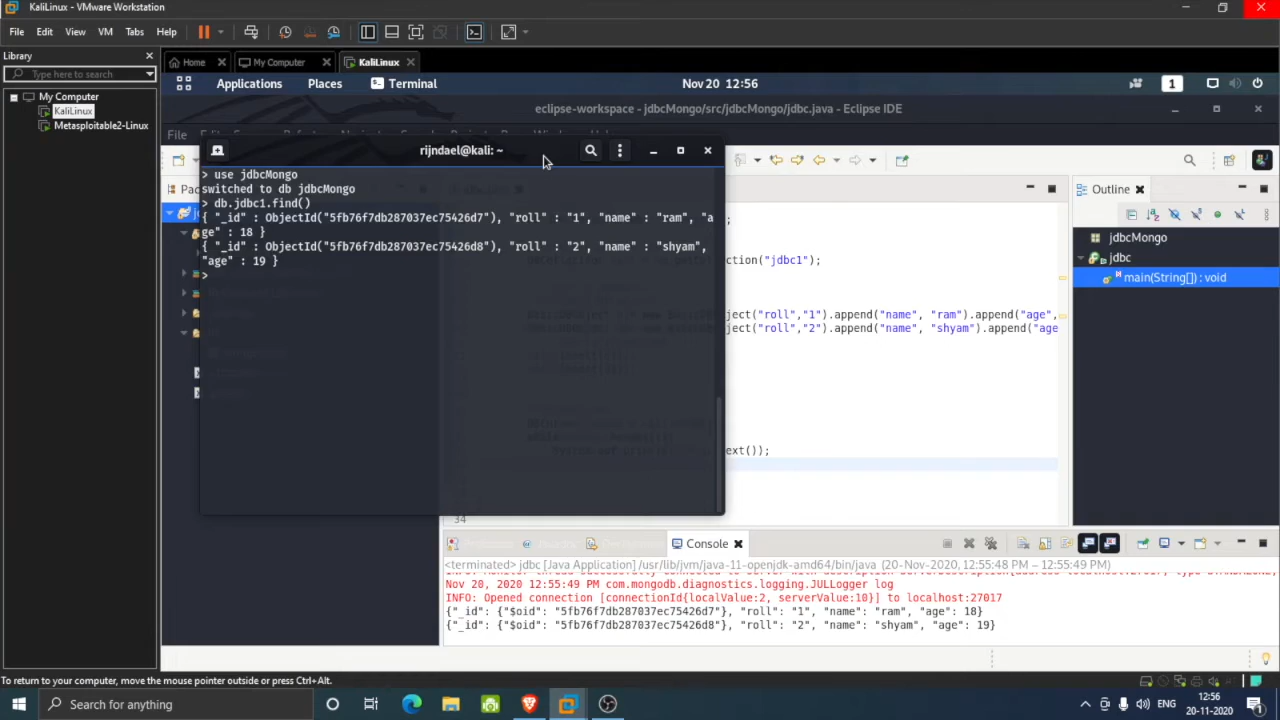 KaliLinux - VMware Workstation
File Edit View VM Tabs Help
Library
Type here to search
My Computer
KaliLinux
Metasploitable2-Linux
Home My Computer KaliLinux
Applications Places Terminal Nov 20 12:56 1
eclipse-workspace - jdbcMongo/src/jdbcMongo/jdbc.java - Eclipse IDE
File
rijndael@kali: ~
> use jdbcMongo
switched to db jdbcMongo
> db.jdbc1.find()
{ "_id" : ObjectId("5fb76f7db287037ec75426d7"), "roll" : "1", "name" : "ram", "a
ge" : 18 }
{ "_id" : ObjectId("5fb76f7db287037ec75426d8"), "roll" : "2", "name" : "shyam",
"age" : 19 }
>
;
ection("jdbc1");
ject("roll","1").append("name", "ram").append("age",
ject("roll","2").append("name", "shyam").append("age
ext());
34
Outline
jdbcMongo
jdbc
main(String[]) : void
Console
<terminated> jdbc [Java Application] /usr/lib/jvm/java-11-openjdk-amd64/bin/java (20-Nov-2020, 12:55:48 PM – 12:55:49 PM)
Nov 20, 2020 12:55:49 PM com.mongodb.diagnostics.logging.JULLogger log
INFO: Opened connection [connectionId{localValue:2, serverValue:10}] to localhost:27017
{"_id": {"$oid": "5fb76f7db287037ec75426d7"}, "roll": "1", "name": "ram", "age": 18}
{"_id": {"$oid": "5fb76f7db287037ec75426d8"}, "roll": "2", "name": "shyam", "age": 19}
To return to your computer, move the mouse pointer outside or press Ctrl+Alt.
Type here to search
ENG
12:56
20-11-2020